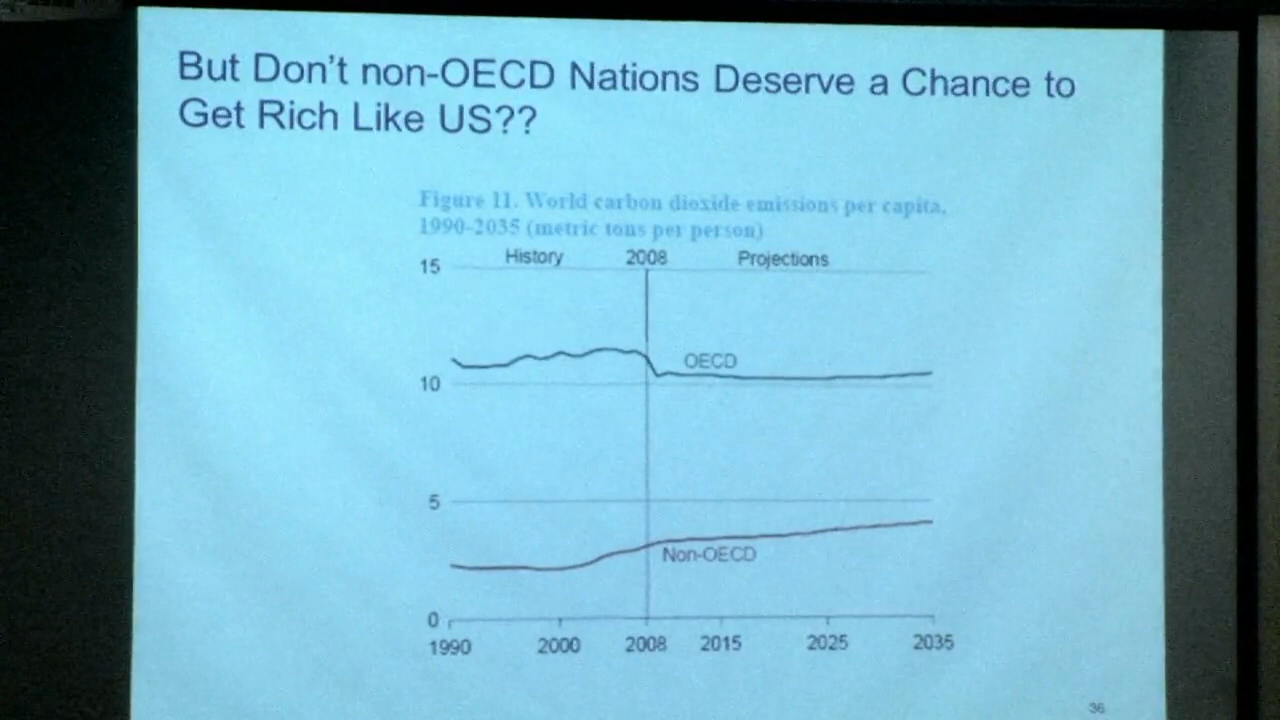 But Don't non-OECD Nations Deserve a Chance to
Get Rich Like US??
Figure 11. World carbon dioxide emissions per capita,
1990-2035 (metric tons per person)
History 2008 Projections
15
OECD
10
5
Non-OECD
0
1990 2000 2008 2015 2025 2035
36